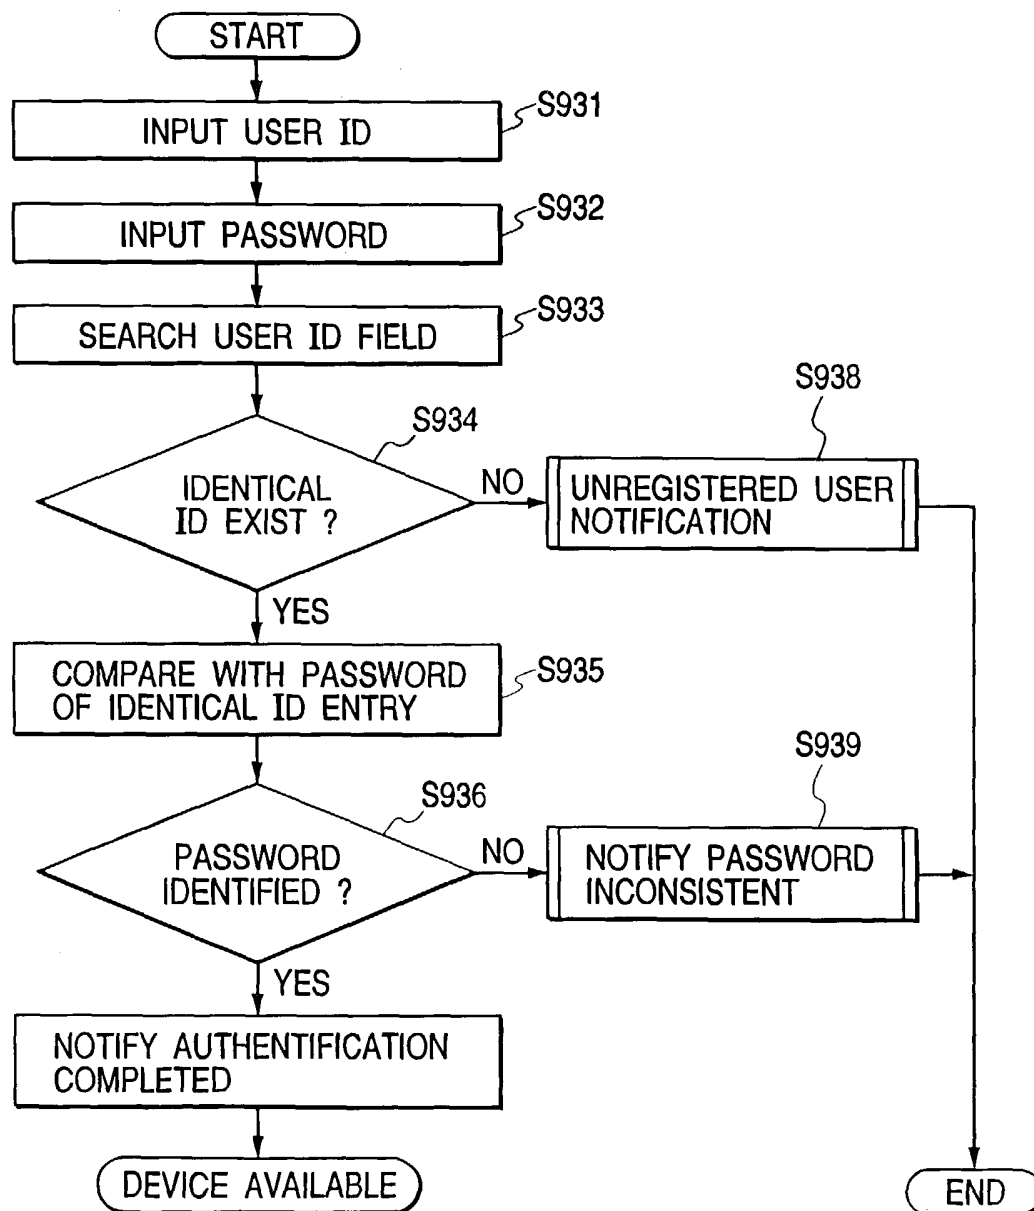 START
S931
INPUT USER ID
S932
INPUT PASSWORD
S933
SEARCH USER ID FIELD
S934
S938
IDENTICAL
ID EXIST ?
NO
UNREGISTERED USER
NOTIFICATION
YES
COMPARE WITH PASSWORD
OF IDENTICAL ID ENTRY
S935
S939
S936
PASSWORD
IDENTIFIED ?
NO
NOTIFY PASSWORD
INCONSISTENT
YES
NOTIFY AUTHENTIFICATION
COMPLETED
DEVICE AVAILABLE
END